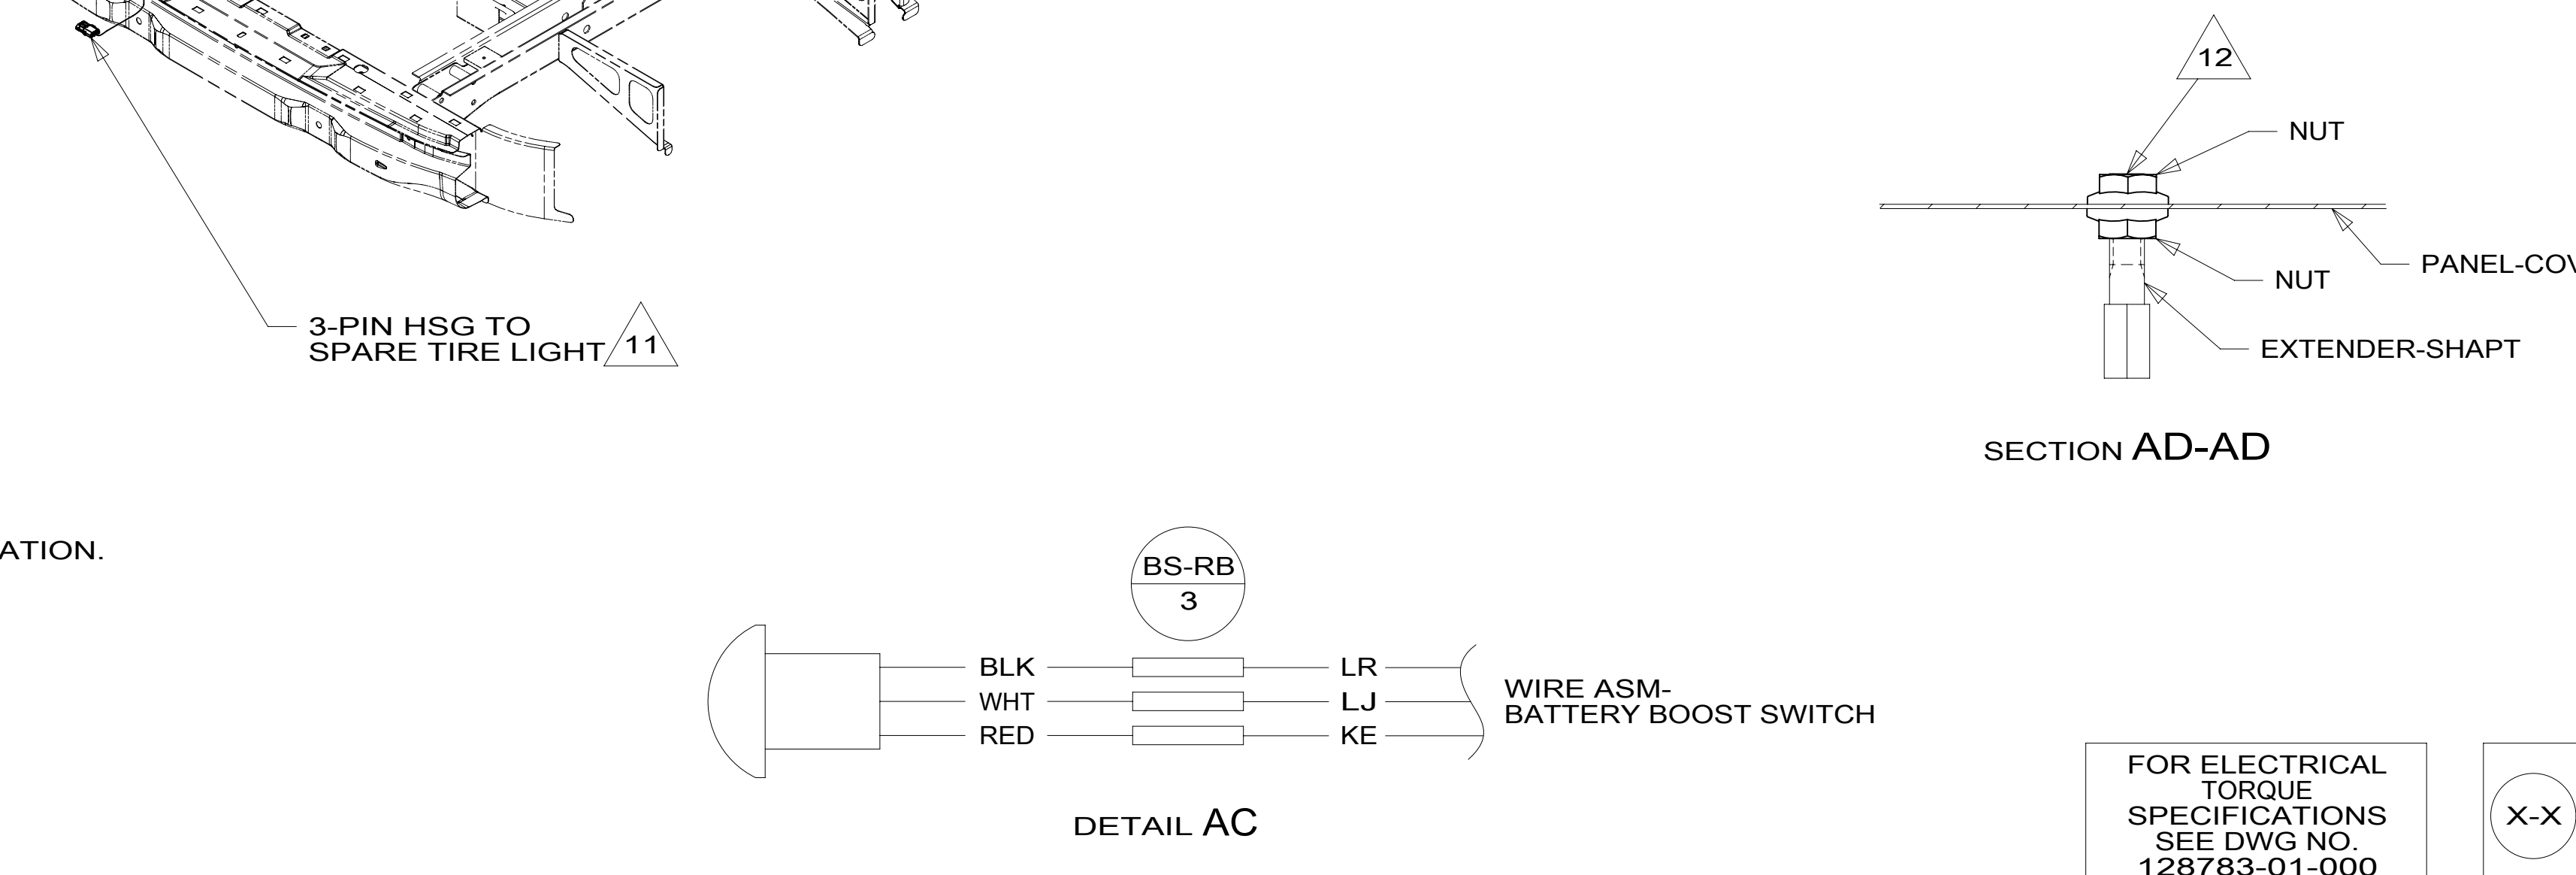 12
NUT
PANEL-COV
NUT
EXTENDER-SHAPT
SECTION AD-AD
3-PIN HSG TO
SPARE TIRE LIGHT
11
ATION.
BS-RB
3
BLK LR
WHT LJ
RED KE
WIRE ASM-
BATTERY BOOST SWITCH
DETAIL AC
FOR ELECTRICAL
TORQUE
SPECIFICATIONS
SEE DWG NO.
128783-01-000
X-X